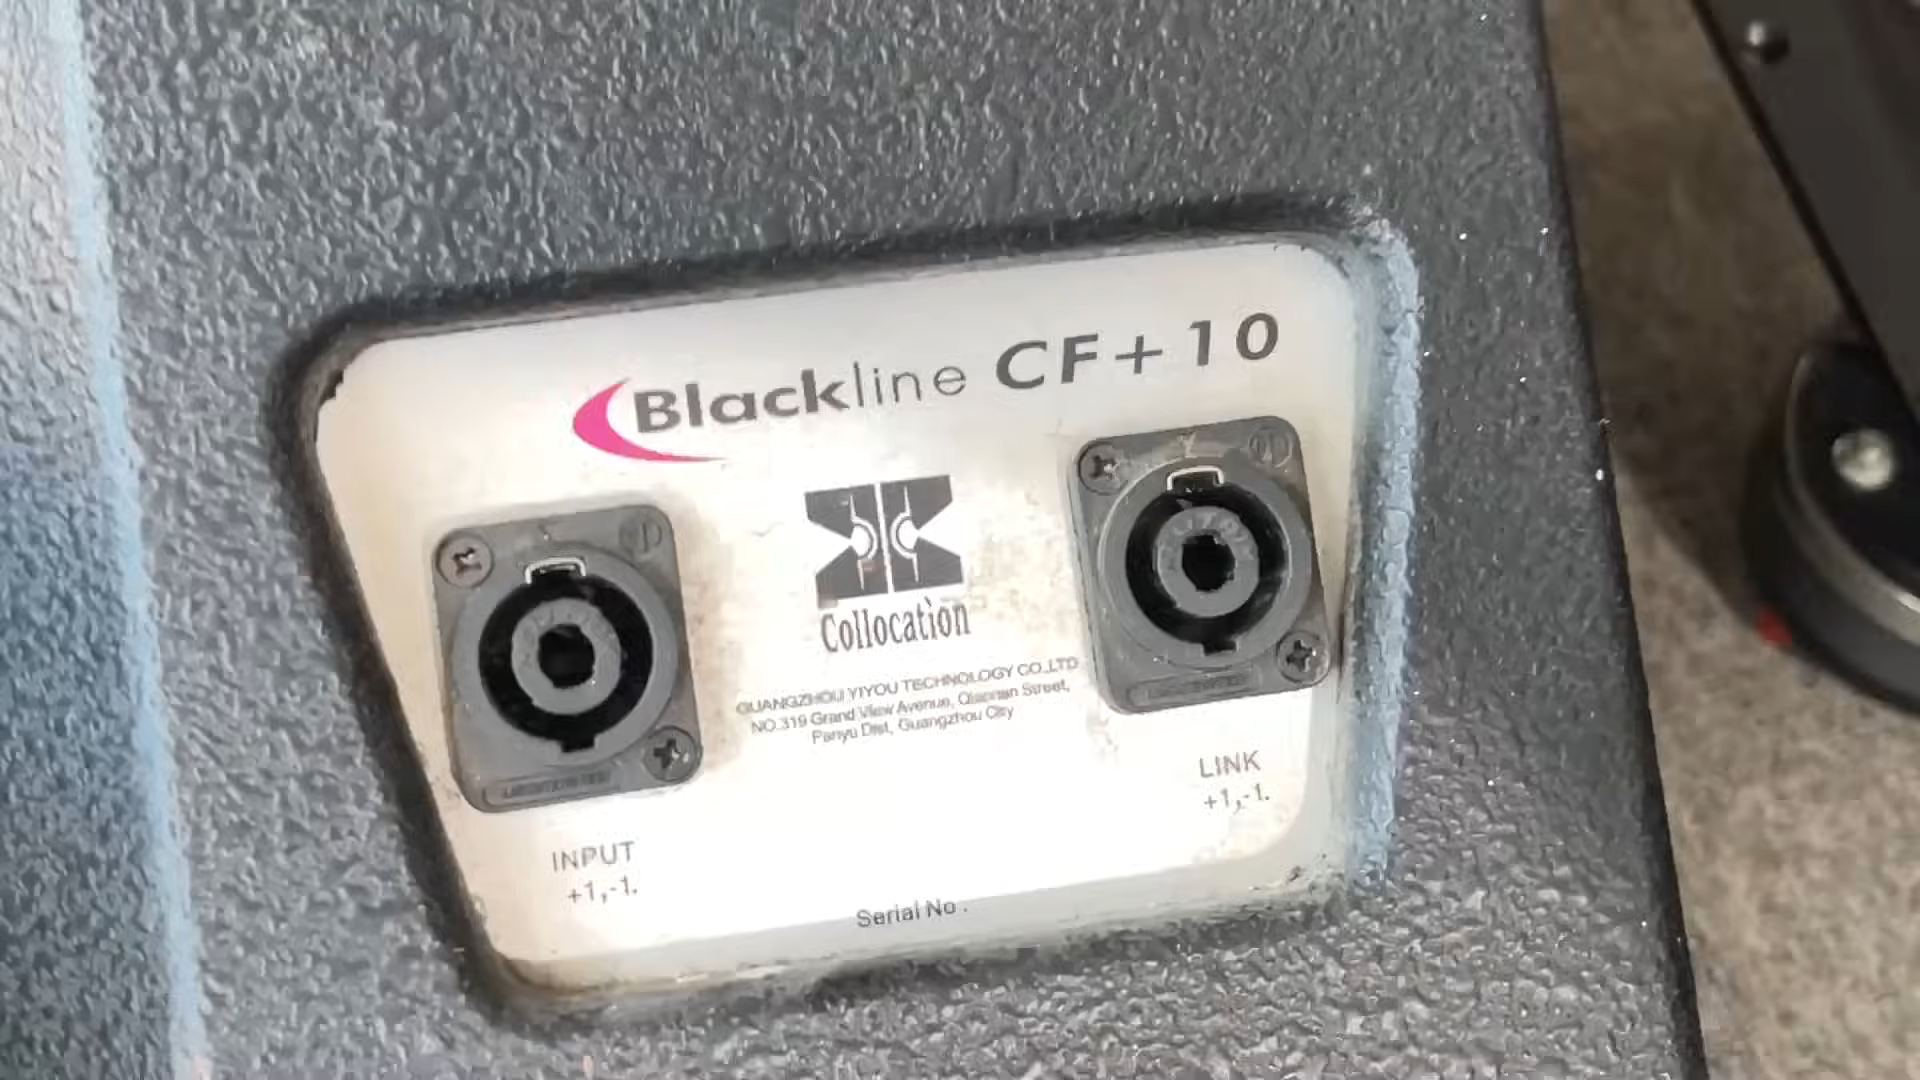 Blackline CF+10
Collocation
GUANGZHOU YIYOU TECHNOLOGY CO.,LTD
NO.319 Grand View Avenue, Qiaonan Street,
Panyu Dist, Guangzhou City
LINK
+1,-1.
INPUT
+1,-1.
Serial No.